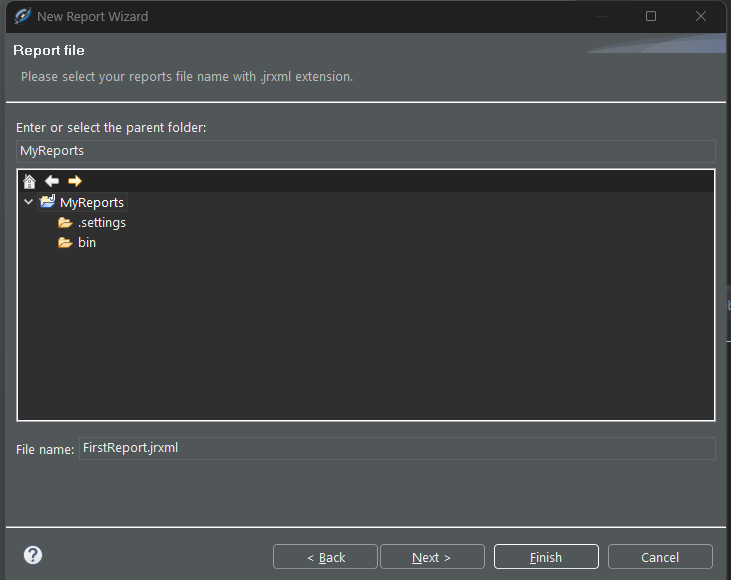 New Report Wizard
Report file
Please select your reports file name with .jrxml extension.
Enter or select the parent folder:
MyReports
MyReports
.settings
bin
File name: FirstReport.jrxml
? < Back Next > Finish Cancel